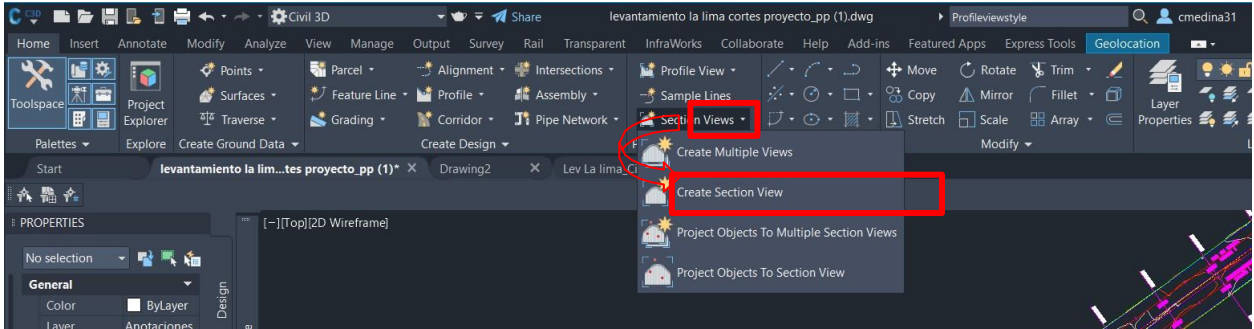 C3D Civil 3D Share levantamiento la lima cortes proyecto_pp (1).dwg Profileviewstyle cmedina31
Home Insert Annotate Modify Analyze View Manage Output Survey Rail Transparent InfraWorks Collaborate Help Add-ins Featured Apps Express Tools Geolocation
Points Parcel Alignment Intersections Profile View Move Rotate Trim
Toolspace Project Explorer Surfaces Feature Line Profile Assembly Sample Lines Copy Mirror Fillet Layer Properties
Traverse Grading Corridor Pipe Network Section Views Stretch Scale Array
Palettes Explore Create Ground Data Create Design Modify
Start levantamiento la lim...tes proyecto_pp (1)* Drawing2 Lev La lima_Ci
Create Multiple Views
Create Section View
PROPERTIES [-][Top][2D Wireframe]
Project Objects To Multiple Section Views
No selection
Project Objects To Section View
General
Color ByLayer
Design
Layer Anotaciones